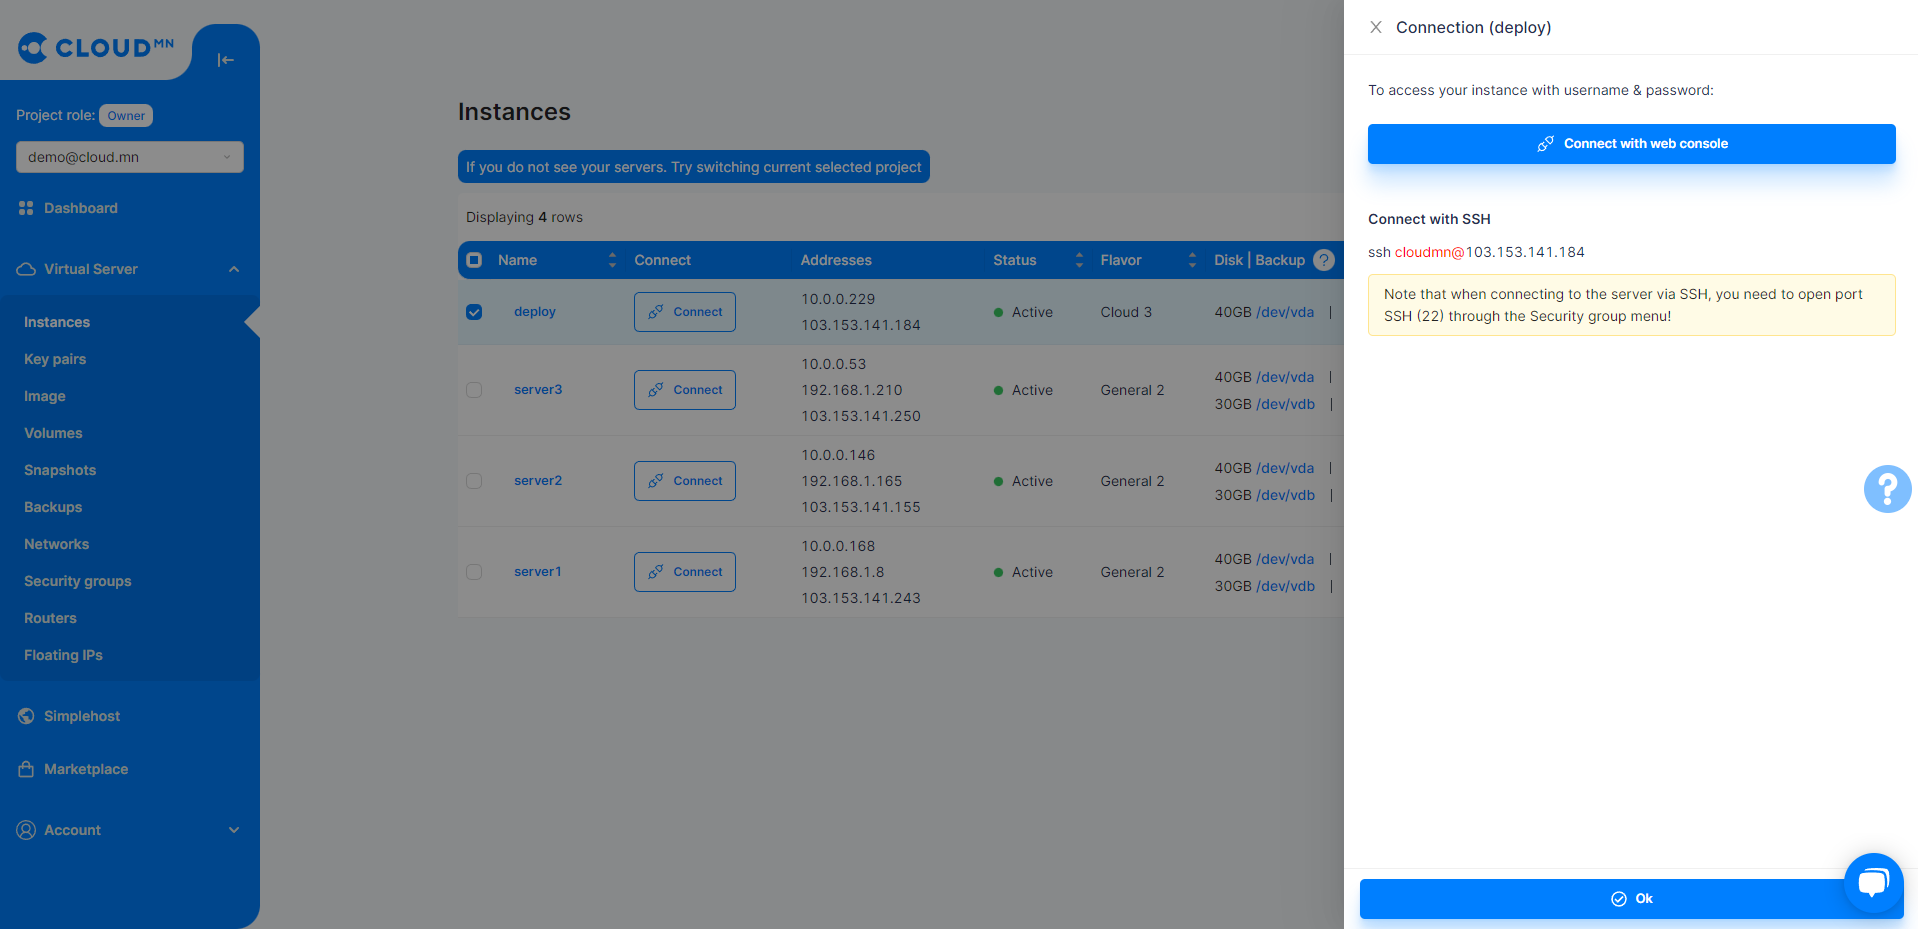 CLOUD MN
Project role: Owner
demo@cloud.mn
Dashboard
Virtual Server
Instances
Key pairs
Image
Volumes
Snapshots
Backups
Networks
Security groups
Routers
Floating IPs
Simplehost
Marketplace
Account
Instances
If you do not see your servers. Try switching current selected project
Displaying 4 rows
Name Connect Addresses Status Flavor Disk | Backup ?
deploy Connect 10.0.0.229 Active Cloud 3 40GB /dev/vda |
103.153.141.184
10.0.0.53
server3 Connect 192.168.1.210 Active General 2 40GB /dev/vda |
103.153.141.250 30GB /dev/vdb |
10.0.0.146
server2 Connect 192.168.1.165 Active General 2 40GB /dev/vda |
103.153.141.155 30GB /dev/vdb |
10.0.0.168
server1 Connect 192.168.1.8 Active General 2 40GB /dev/vda |
103.153.141.243 30GB /dev/vdb |
Connection (deploy)
To access your instance with username & password:
Connect with web console
Connect with SSH
ssh cloudmn@103.153.141.184
Note that when connecting to the server via SSH, you need to open port
SSH (22) through the Security group menu!
?
Ok